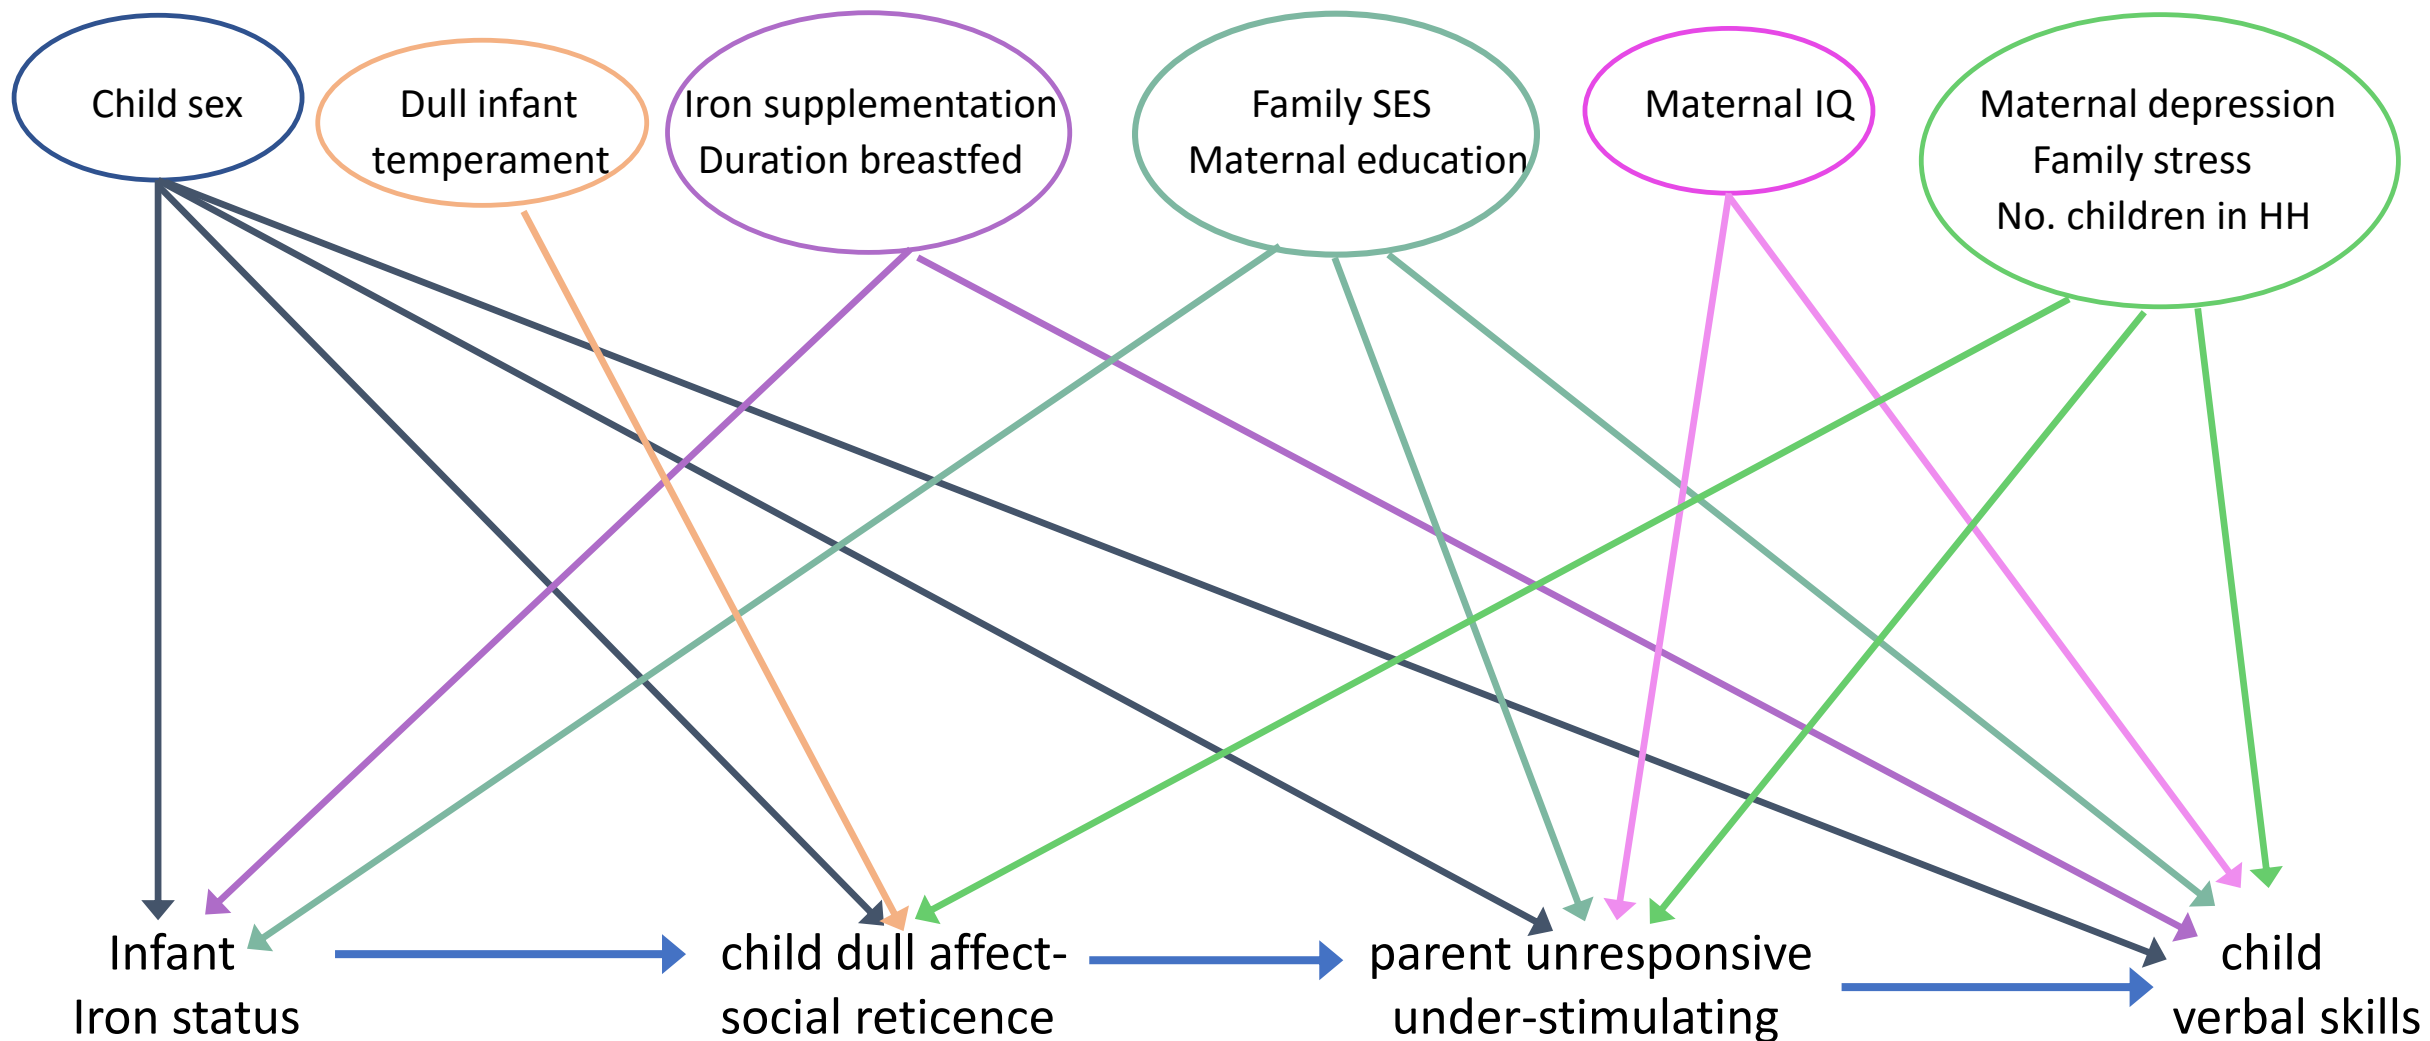 Child sex
Dull infant
temperament
Iron supplementation
Duration breastfed
Family SES
Maternal education
Maternal IQ
Maternal depression
Family stress
No. children in HH
Infant
Iron status
child dull affect-
social reticence
parent unresponsive
under-stimulating
child
verbal skills